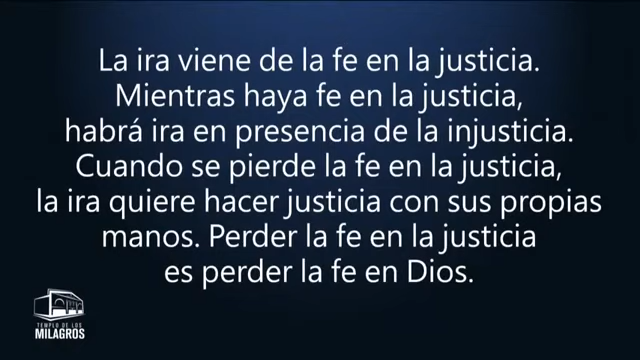 La ira viene de la fe en la justicia.
Mientras haya fe en la justicia,
habrá ira en presencia de la injusticia.
Cuando se pierde la fe en la justicia,
la ira quiere hacer justicia con sus propias
manos. Perder la fe en la justicia
es perder la fe en Dios.
TEMPLO DE LOS
MILAGROS